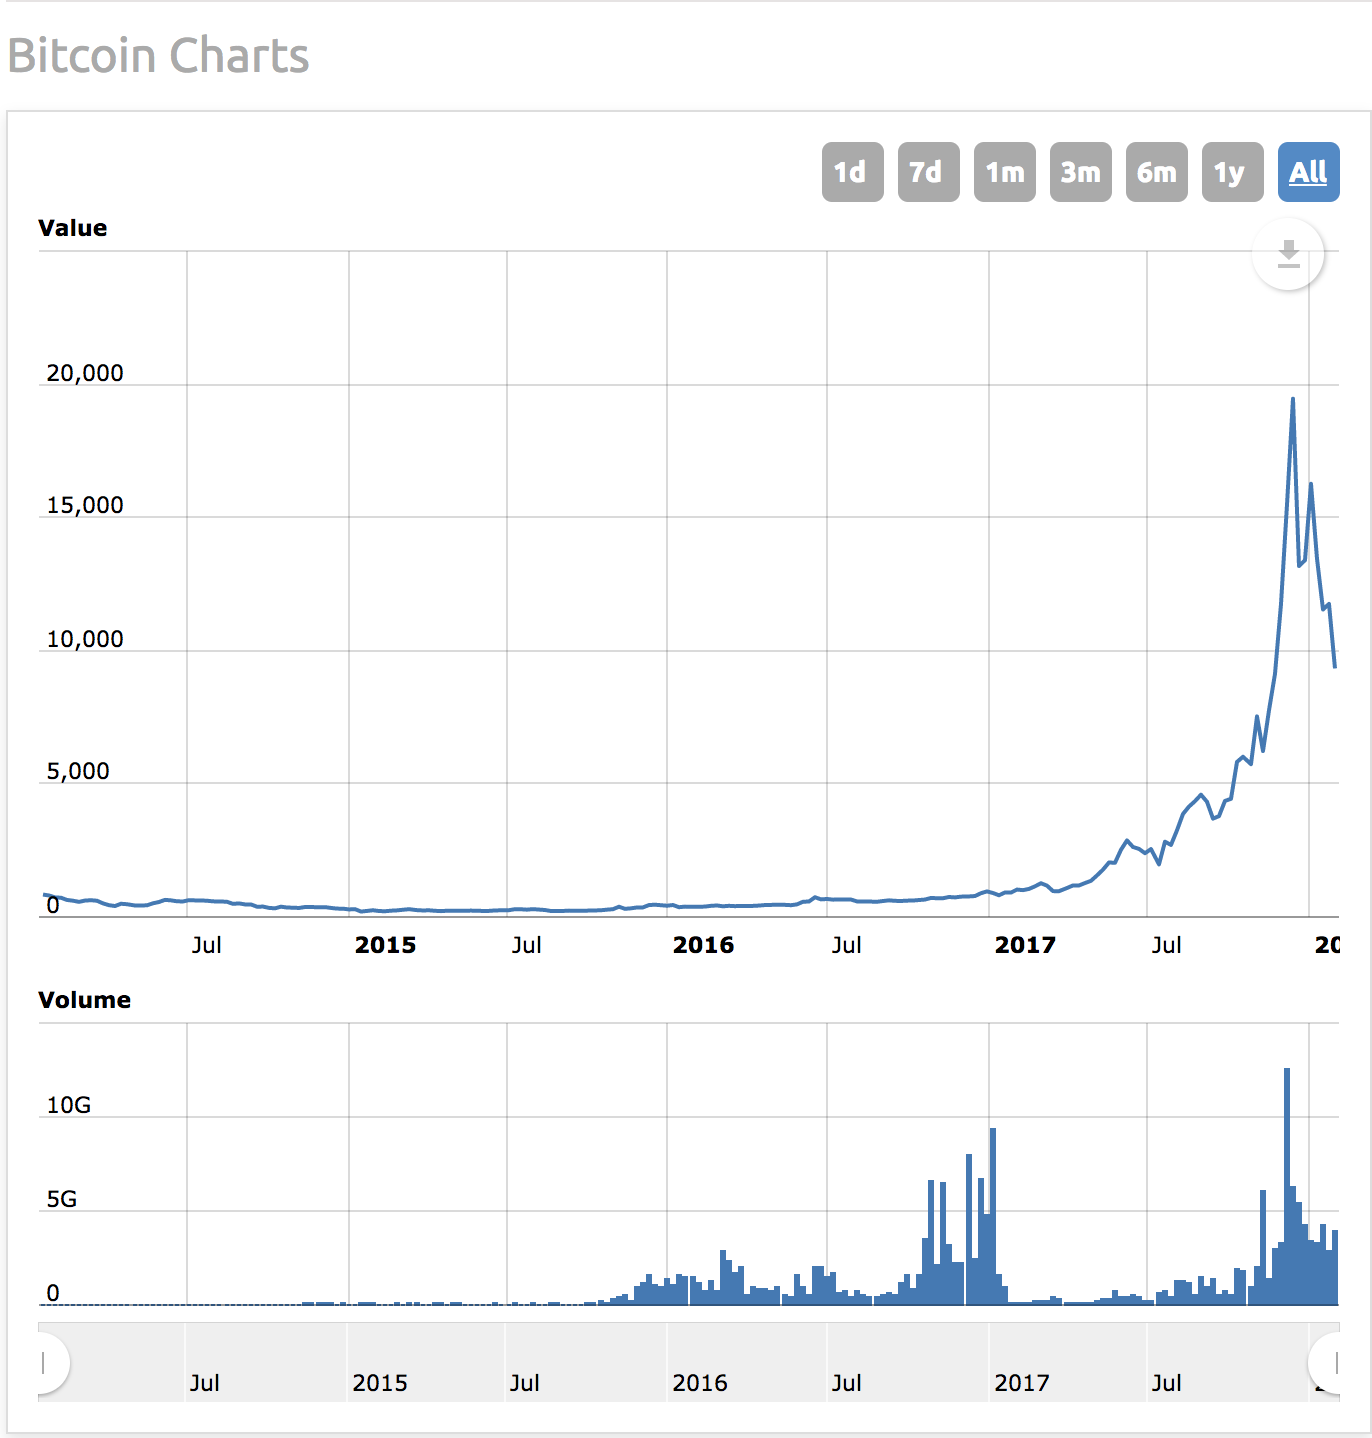 Bitcoin Charts
1d 7d 1m 3m 6m 1y All
Value
20,000
15,000
10,000
5,000
0
Jul 2015 Jul 2016 Jul 2017 Jul 20
Volume
10G
5G
0
Jul 2015 Jul 2016 Jul 2017 Jul